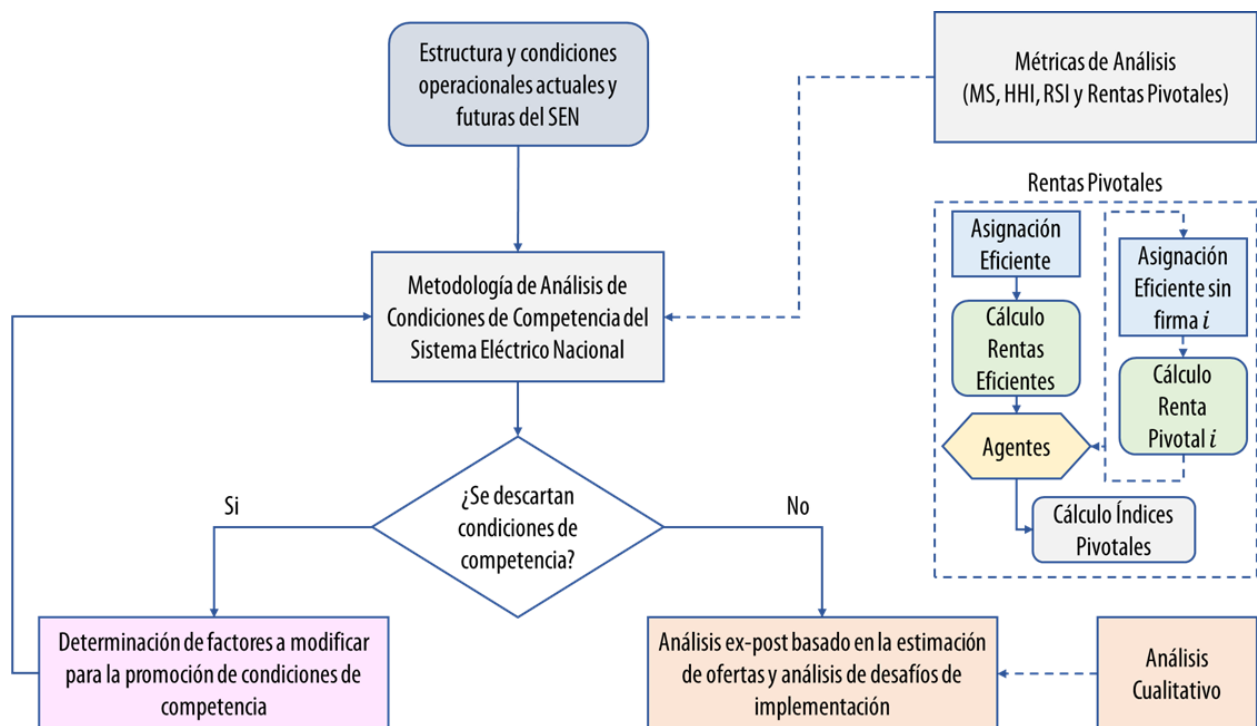 Estructura y condiciones
operacionales actuales y
futuras del SEN
Métricas de Análisis
(MS, HHI, RSI y Rentas Pivotales)
Metodología de Análisis de
Condiciones de Competencia del
Sistema Eléctrico Nacional
Rentas Pivotales
Asignación
Eficiente
Cálculo
Rentas
Eficientes
Agentes
Asignación
Eficiente sin
firma i
Cálculo
Renta
Pivotal i
Cálculo Índices
Pivotales
¿Se descartan
condiciones de
competencia?
Si
No
Determinación de factores a modificar
para la promoción de condiciones de
competencia
Análisis ex-post basado en la estimación
de ofertas y análisis de desafíos de
implementación
Análisis
Cualitativo